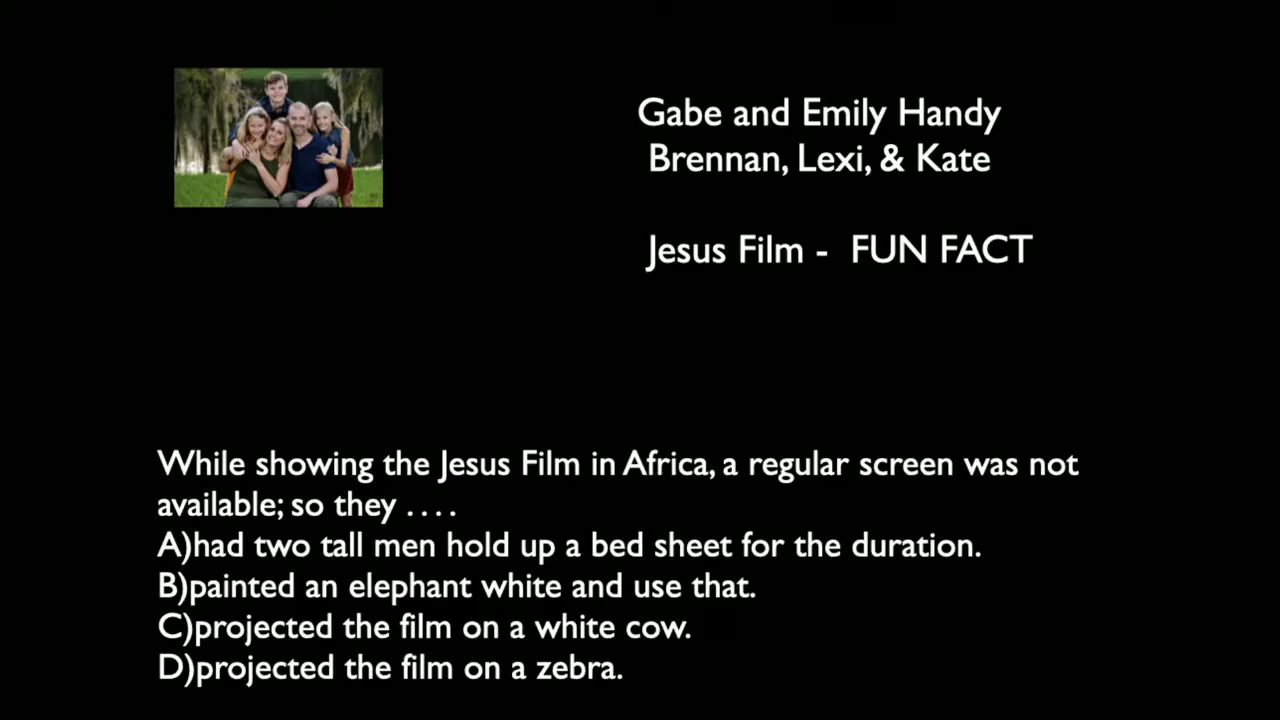 Gabe and Emily Handy
Brennan, Lexi, & Kate
Jesus Film - FUN FACT
While showing the Jesus Film in Africa, a regular screen was not
available; so they . . . .
A)had two tall men hold up a bed sheet for the duration.
B)painted an elephant white and use that.
C)projected the film on a white cow.
D)projected the film on a zebra.